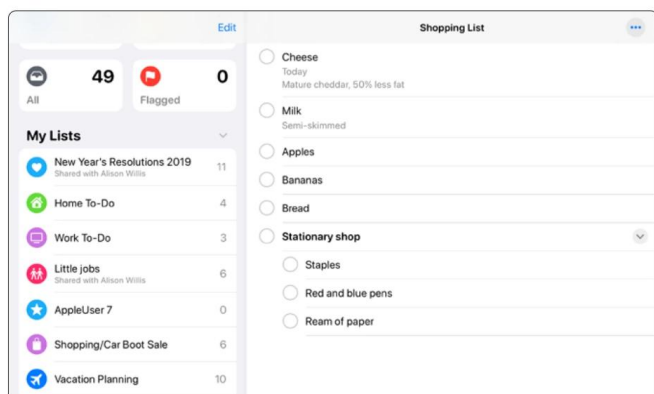 Edit
49
0
All
Flagged
My Lists
New Year's Resolutions 2019
Shared with Alison Willis
11
Home To-Do
4
Work To-Do
3
Little jobs
Shared with Alison Willis
6
AppleUser 7
0
Shopping/Car Boot Sale
6
Vacation Planning
10
Shopping List
Cheese
Today
Mature cheddar, 50% less fat
Milk
Semi-skimmed
Apples
Bananas
Bread
Stationary shop
Staples
Red and blue pens
Ream of paper